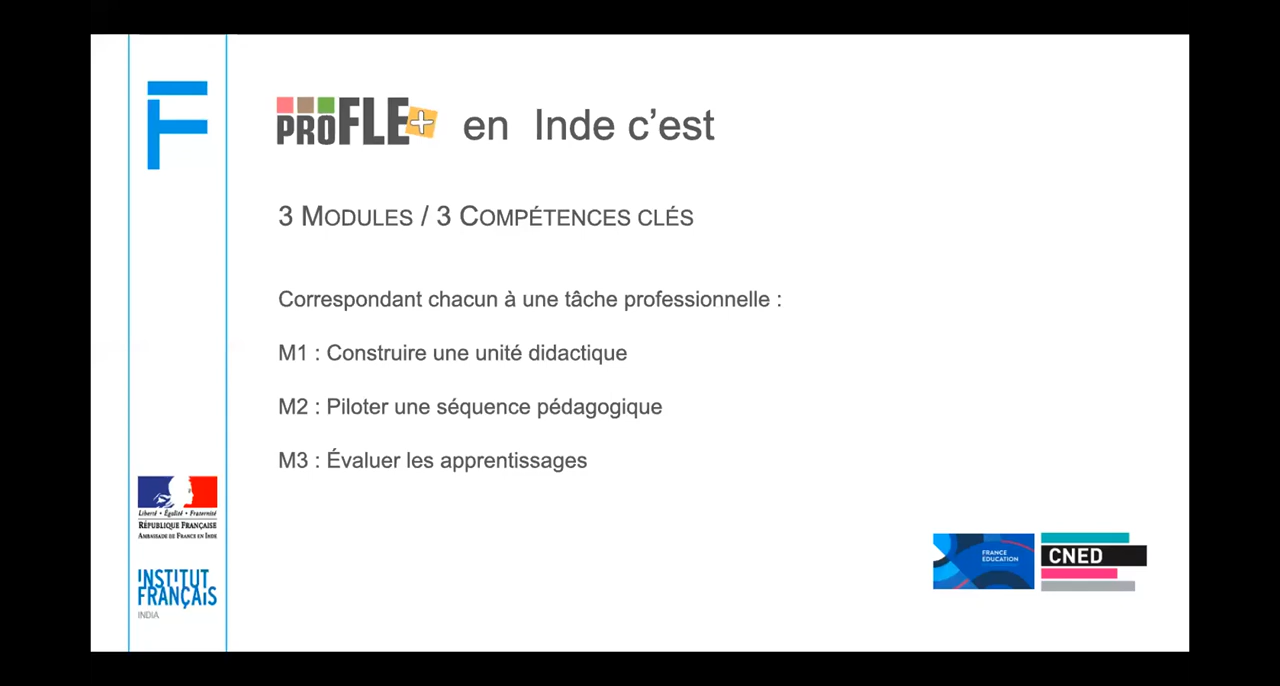 PROFLE+ en Inde c’est
3 MODULES / 3 COMPÉTENCES CLÉS
Correspondant chacun à une tâche professionnelle :
M1 : Construire une unité didactique
M2 : Piloter une séquence pédagogique
M3 : Évaluer les apprentissages
F
Liberté • Égalité • Fraternité
RÉPUBLIQUE FRANÇAISE
AMBASSADE DE FRANCE EN INDE
INSTITUT
FRANÇAIS
INDIA
FRANCE
EDUCATION
CNED